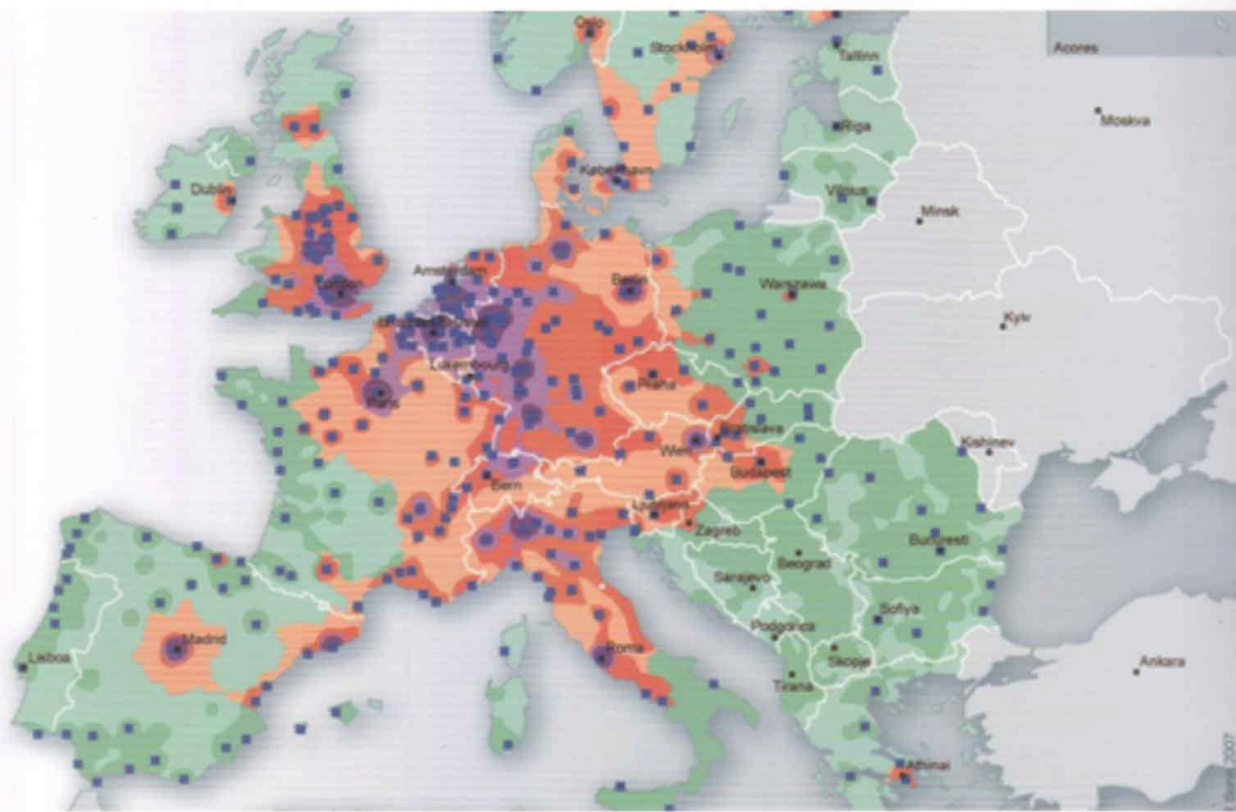 Oslo
Stockholm
Tallinn
Acores
Moskva
Riga
København
Dublin
Vilnius
Minsk
Amsterdam
London
Berlin
Warszawa
Kyiv
Luxembourg
Paris
Praha
Bratislava
Wien
Kishinev
Budapest
Bern
Ljubljana
Zagreb
Bucuresti
Beograd
Sarajevo
Sofiya
Podgorica
Madrid
Roma
Skopje
Lisboa
Tirana
Ankara
Athinai
2007